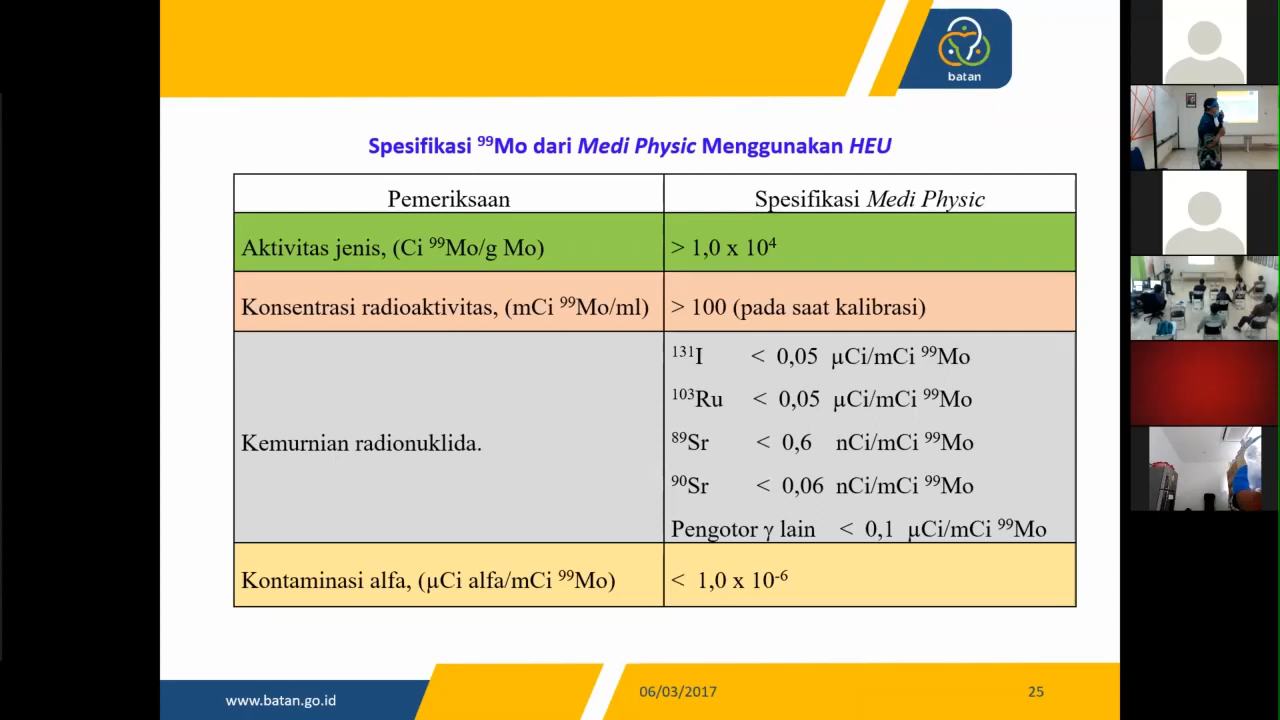 batan
Spesifikasi ⁹⁹Mo dari Medi Physic Menggunakan HEU
Pemeriksaan
Spesifikasi Medi Physic
Aktivitas jenis, (Ci ⁹⁹Mo/g Mo)
> 1,0 x 10⁴
Konsentrasi radioaktivitas, (mCi ⁹⁹Mo/ml)
> 100 (pada saat kalibrasi)
Kemurnian radionuklida.
¹³¹I < 0,05 µCi/mCi ⁹⁹Mo
¹⁰³Ru < 0,05 µCi/mCi ⁹⁹Mo
⁸⁹Sr < 0,6 nCi/mCi ⁹⁹Mo
⁹⁰Sr < 0,06 nCi/mCi ⁹⁹Mo
Pengotor γ lain < 0,1 µCi/mCi ⁹⁹Mo
Kontaminasi alfa, (µCi alfa/mCi ⁹⁹Mo)
< 1,0 x 10⁻⁶
www.batan.go.id
06/03/2017
25